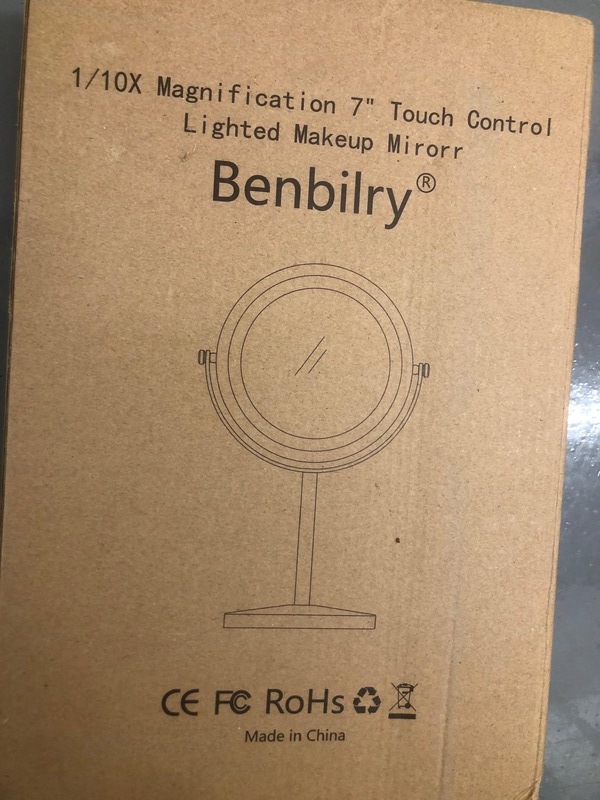 1/10X Magnification 7" Touch Control
Lighted Makeup Mirorr
Benbilry®
CE FC RoHs
Made in China